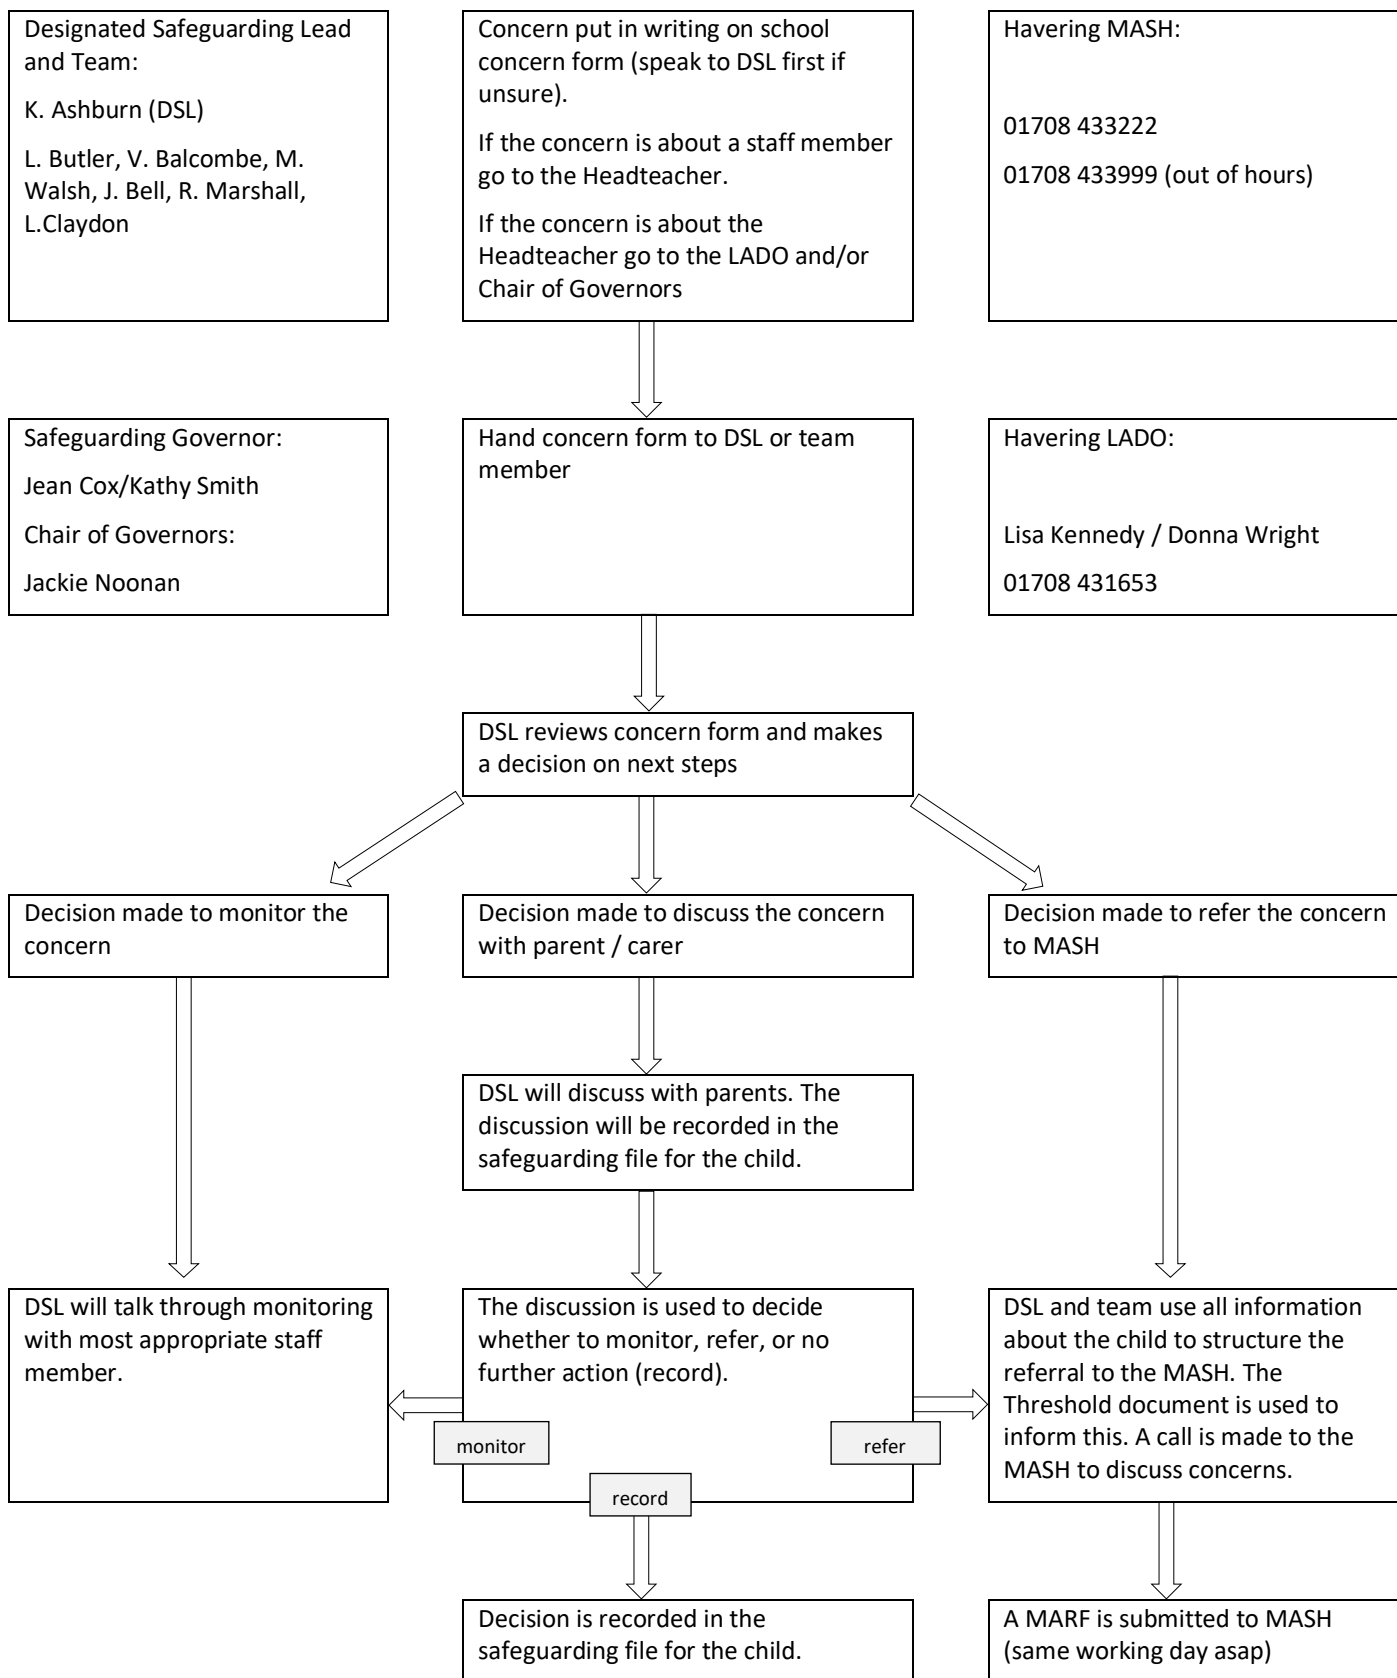 Designated Safeguarding Lead
and Team:
K. Ashburn (DSL)
L. Butler, V. Balcombe, M.
Walsh, J. Bell, R. Marshall,
L.Claydon
Concern put in writing on school
concern form (speak to DSL first if
unsure).
If the concern is about a staff member
go to the Headteacher.
If the concern is about the
Headteacher go to the LADO and/or
Chair of Governors
Havering MASH:
01708 433222
01708 433999 (out of hours)
Safeguarding Governor:
Jean Cox/Kathy Smith
Chair of Governors:
Jackie Noonan
Hand concern form to DSL or team
member
Havering LADO:
Lisa Kennedy / Donna Wright
01708 431653
DSL reviews concern form and makes
a decision on next steps
Decision made to monitor the
concern
Decision made to discuss the concern
with parent / carer
Decision made to refer the concern
to MASH
DSL will discuss with parents. The
discussion will be recorded in the
safeguarding file for the child.
DSL will talk through monitoring
with most appropriate staff
member.
The discussion is used to decide
whether to monitor, refer, or no
further action (record).
monitor
refer
record
DSL and team use all information
about the child to structure the
referral to the MASH. The
Threshold document is used to
inform this. A call is made to the
MASH to discuss concerns.
Decision is recorded in the
safeguarding file for the child.
A MARF is submitted to MASH
(same working day asap)